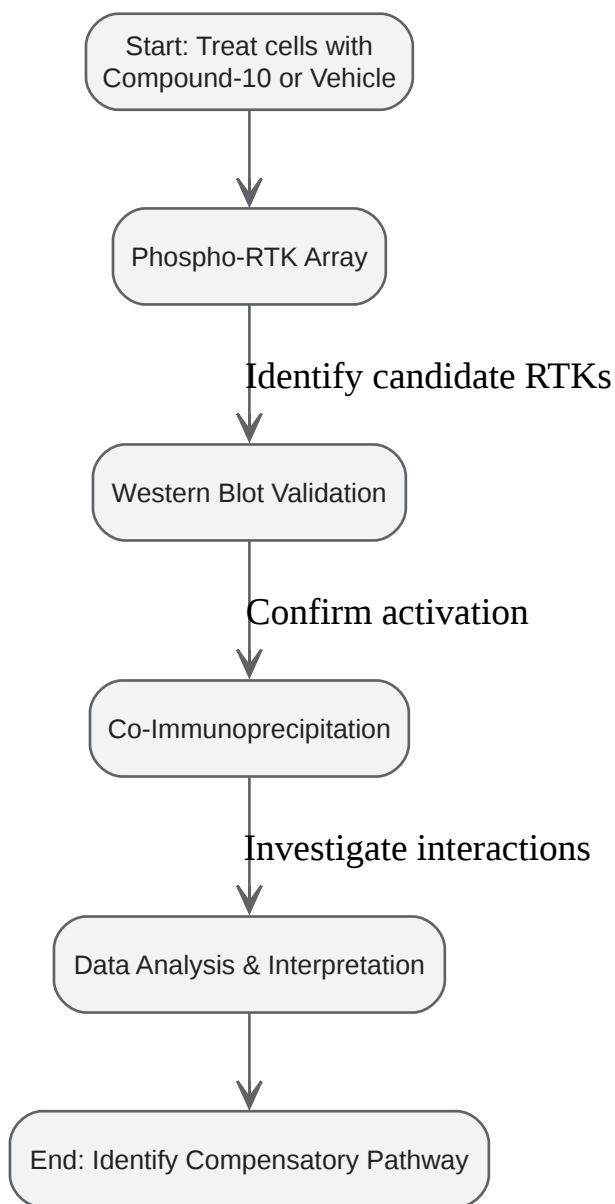 Start: Treat cells with
Compound-10 or Vehicle
Phospho-RTK Array
Identify candidate RTKs
Western Blot Validation
Confirm activation
Co-Immunoprecipitation
Investigate interactions
Data Analysis & Interpretation
End: Identify Compensatory Pathway